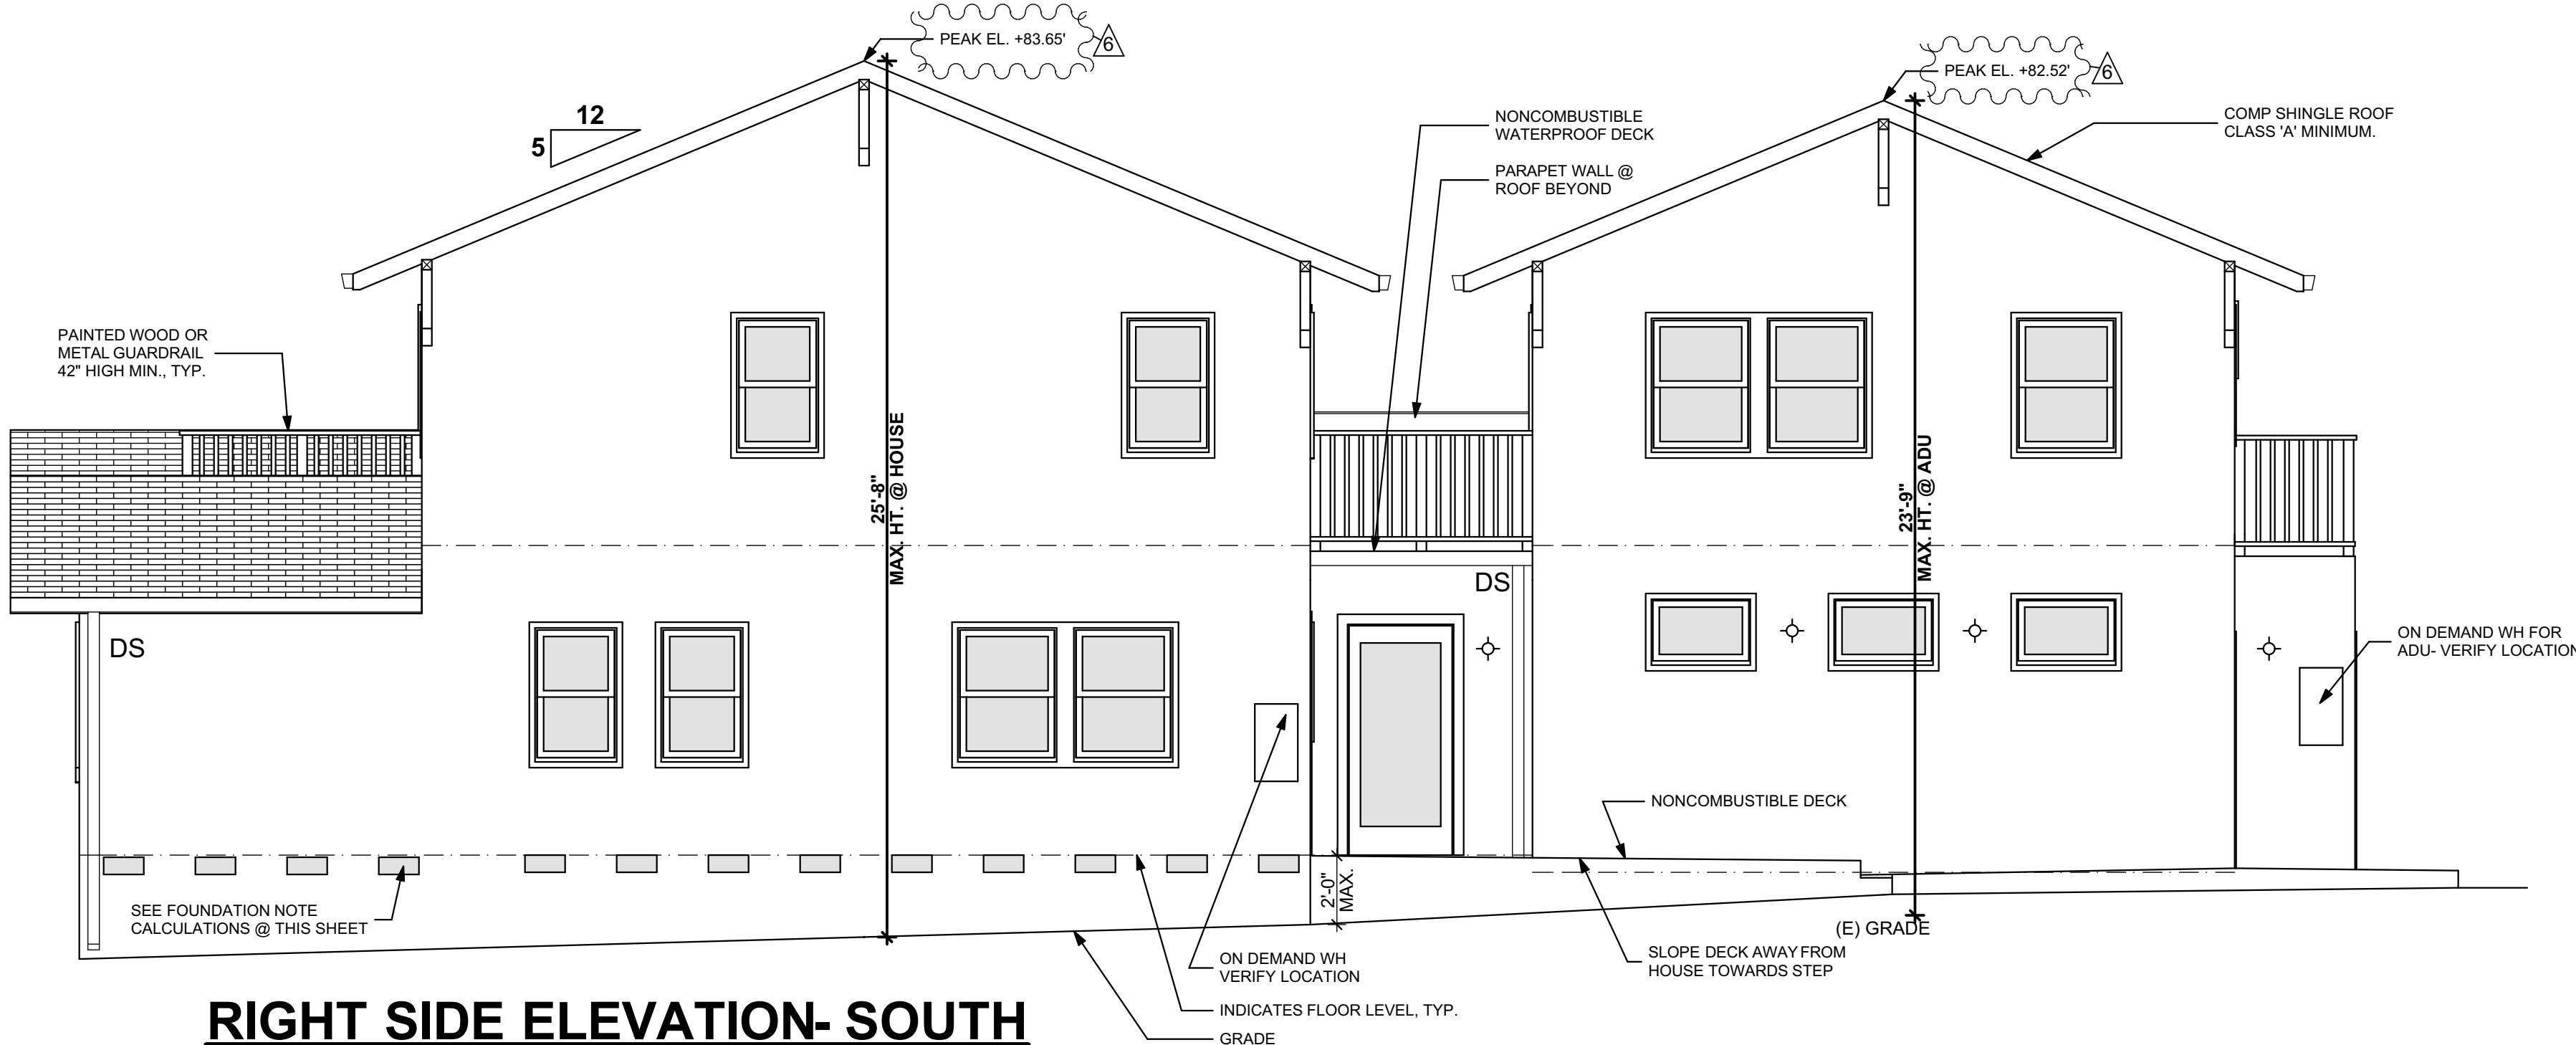 PEAK EL. +83.65'
6
PEAK EL. +82.52'
6
12
5
NONCOMBUSTIBLE
WATERPROOF DECK
COMP SHINGLE ROOF
CLASS 'A' MINIMUM.
PARAPET WALL @
ROOF BEYOND
PAINTED WOOD OR
METAL GUARDRAIL
42" HIGH MIN., TYP.
25'-8"
MAX. HT. @ HOUSE
23'-9"
MAX. HT. @ ADU
DS
DS
ON DEMAND WH FOR
ADU- VERIFY LOCATION
NONCOMBUSTIBLE DECK
2'-0"
MAX.
SEE FOUNDATION NOTE
CALCULATIONS @ THIS SHEET
(E) GRADE
SLOPE DECK AWAY FROM
HOUSE TOWARDS STEP
ON DEMAND WH
VERIFY LOCATION
INDICATES FLOOR LEVEL, TYP.
GRADE
RIGHT SIDE ELEVATION- SOUTH